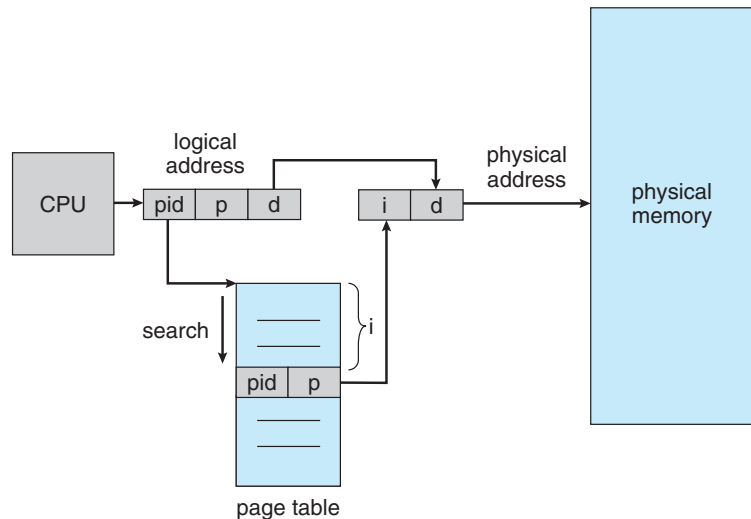 logical
address
physical
address
CPU
pid p d
i d
physical
memory
search
i
pid p
page table